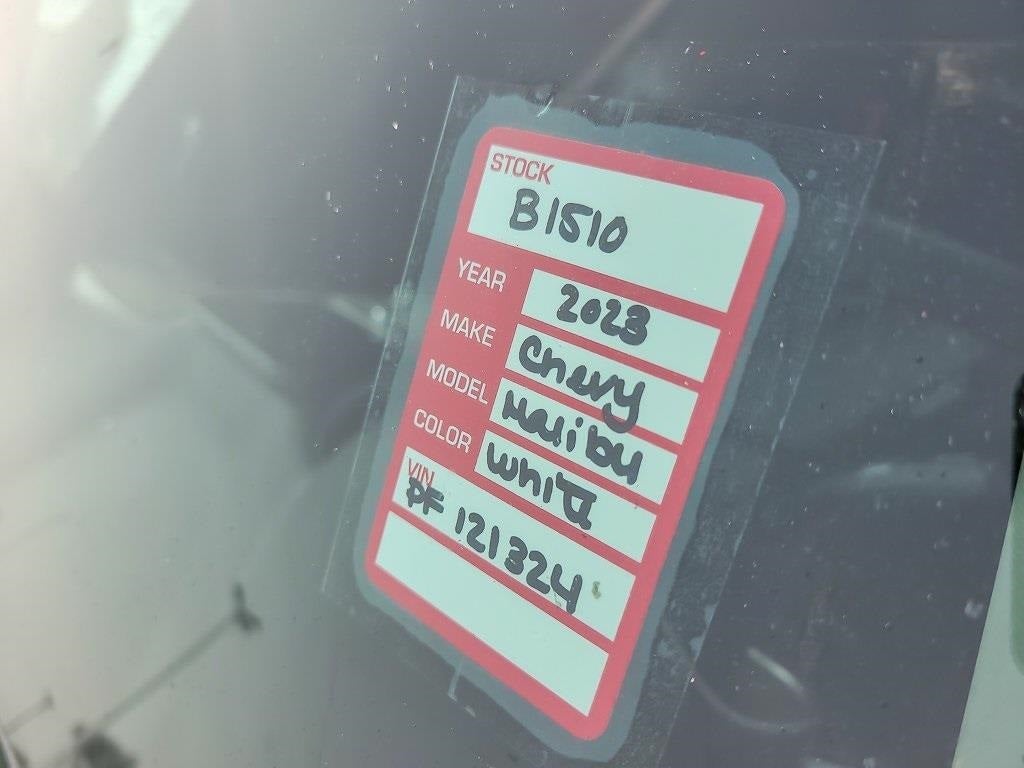 STOCK
B1510
YEAR 2023
MAKE Chevy
MODEL Malibu
COLOR White
VIN
PF 121324